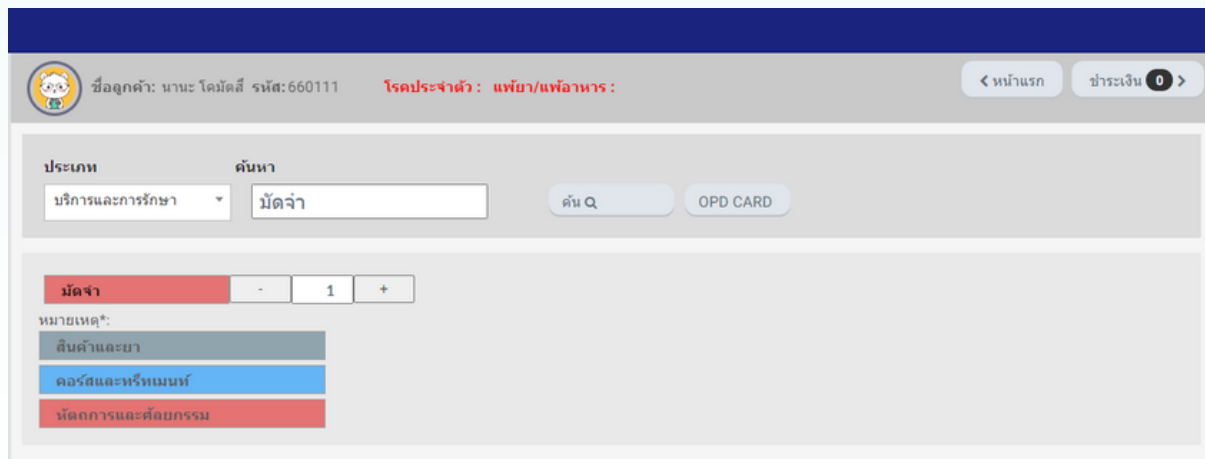 ชื่อลูกค้า: นานะ โคมัตสึ รหัส: 660111 โรคประจำตัว : แพ้ยา/แพ้อาหาร : หน้าแรก ชำระเงิน 0
ประเภท ค้นหา
บริการและการรักษา มัดจำ ค้น OPD CARD
มัดจำ - 1 +
หมายเหตุ*:
สินค้าและยา
คอร์สและทรีทเมนท์
หัตถการและศัลยกรรม